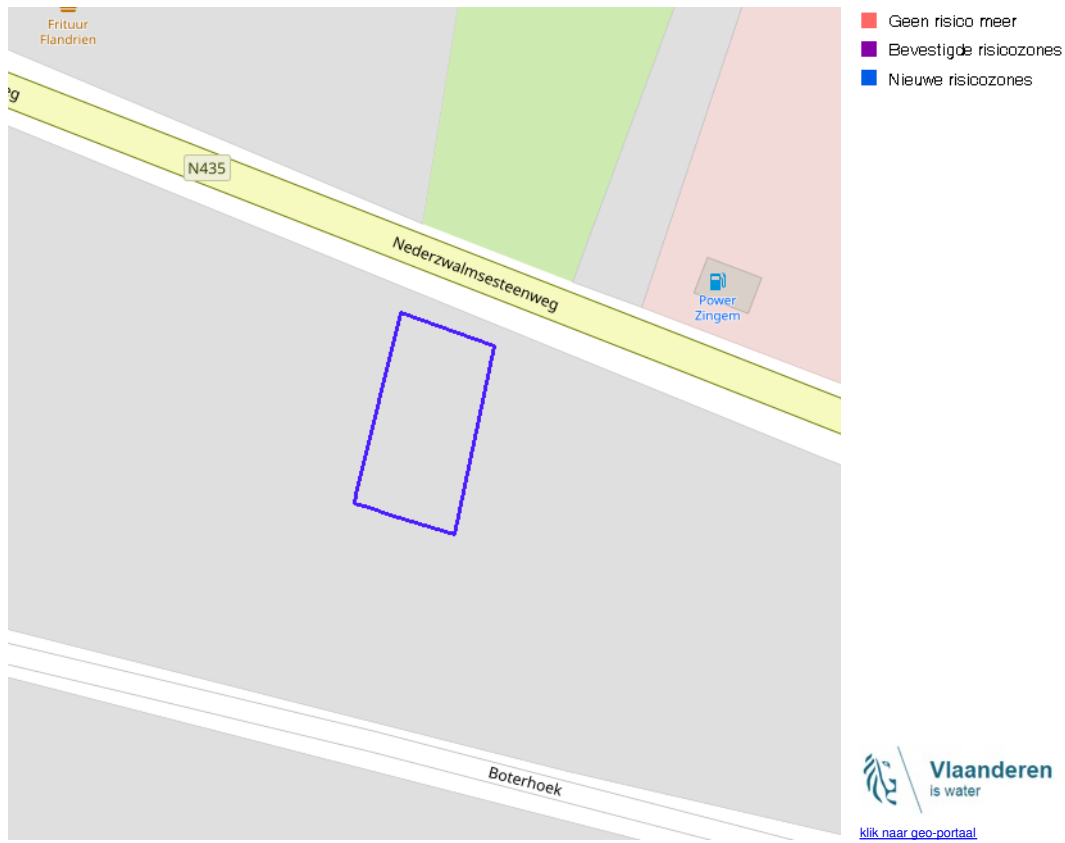 Frituur
Flandrien
eg
N435
Nederzwalmsesteenweg
Power
Zingem
Boterhoek
Geen risico meer
Bevestigde risicozones
Nieuwe risicozones
Vlaanderen
is water
klik naar geo-portaal